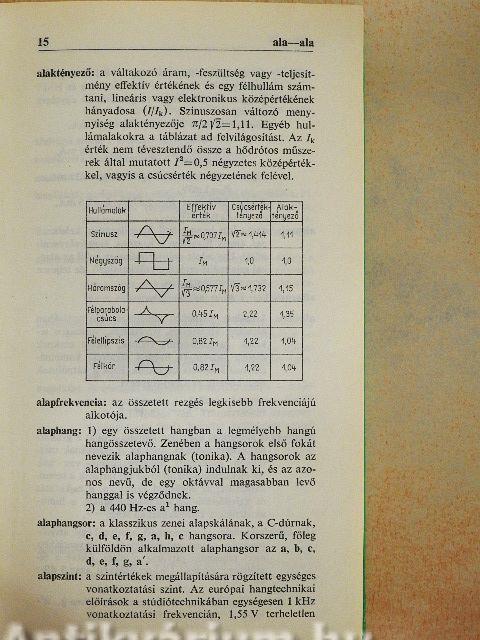 15 ala—ala
alaktényező: a váltakozó áram, -feszültség vagy -teljesít-
mény effektív értékének és egy félhullám szám-
tani, lineáris vagy elektronikus középértékének
hányadosa (I/Iₖ). Szinuszosan változó meny-
nyiség alaktényezője π/2√2=1,11. Egyéb hul-
lámalakokra a táblázat ad felvilágosítást. Az Iₖ
érték nem tévesztendő össze a hődrótos műsze-
rek által mutatott I²=0,5 négyzetes középérték-
kel, vagyis a csúcsérték négyzetének felével.
Hullámalak Effektív érték Csúcsérték-tényező Alak-tényező
Szinusz I_M/√2≈0,707 I_M √2≈1,414 1,11
Négyszög I_M 1,0 1,0
Háromszög I_M/√3≈0,577 I_M √3≈1,732 1,15
Félparabola csúcs 0,45 I_M 2,22 1,35
Félellipszis 0,82 I_M 1,22 1,04
Félkör 0,82 I_M 1,22 1,04
alapfrekvencia: az összetett rezgés legkisebb frekvenciájú
alkotója.
alaphang: 1) egy összetett hangban a legmélyebb hangú
hangösszetevő. Zenében a hangsorok első fokát
nevezik alaphangnak (tonika). A hangsorok az
alaphangjukból (tonika) indulnak ki, és az azo-
nos nevű, de egy oktávval magasabban levő
hanggal is végződnek.
2) a 440 Hz-es a¹ hang.
alaphangsor: a klasszikus zenei alapskálának, a C-dúrnak,
c, d, e, f, g, a, h, c hangsora. Korszerű, főleg
külföldön alkalmazott alaphangsor az a, b, c,
d, e, f, g, a′.
alapszint: a szintértékek megállapítására rögzített egységes
vonatkoztatási szint. Az európai hangtechnikai
előírások a stúdiótechnikában egységesen 1 kHz
vonatkoztatási frekvencián, 1,55 V terheletlen
Antikvárium.hu